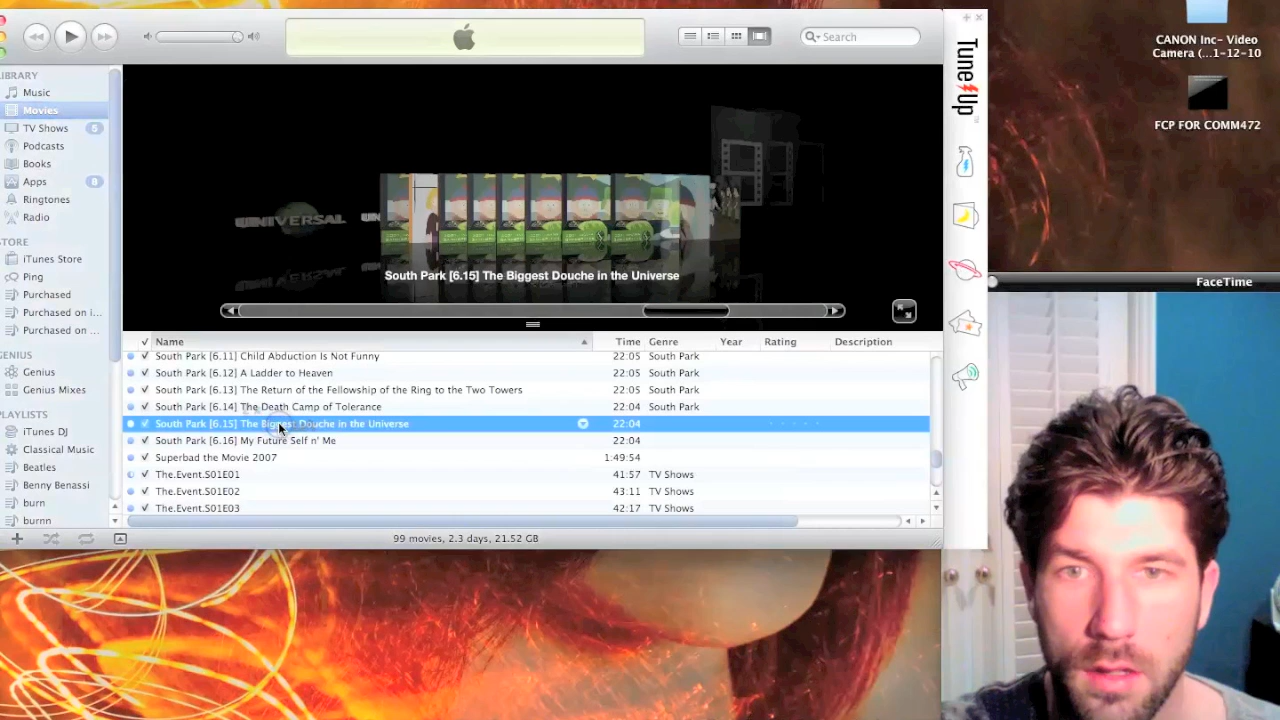 Search
CANON Inc- Video
Camera (...1-12-10
FCP FOR COMM472
TuneUp
LIBRARY
Music
Movies
TV Shows 5
Podcasts
Books
Apps 8
Ringtones
Radio
STORE
iTunes Store
Ping
Purchased
Purchased on i...
Purchased on ...
GENIUS
Genius
Genius Mixes
PLAYLISTS
iTunes DJ
Classical Music
Beatles
Benny Benassi
burn
burnn
UNIVERSAL
South Park [6.15] The Biggest Douche in the Universe
Name Time Genre Year Rating Description
South Park [6.11] Child Abduction Is Not Funny 22:05 South Park
South Park [6.12] A Ladder to Heaven 22:05 South Park
South Park [6.13] The Return of the Fellowship of the Ring to the Two Towers 22:05 South Park
South Park [6.14] The Death Camp of Tolerance 22:04 South Park
South Park [6.15] The Biggest Douche in the Universe 22:04
South Park [6.16] My Future Self n' Me 22:04
Superbad the Movie 2007 1:49:54
The.Event.S01E01 41:57 TV Shows
The.Event.S01E02 43:11 TV Shows
The.Event.S01E03 42:17 TV Shows
99 movies, 2.3 days, 21.52 GB
FaceTime